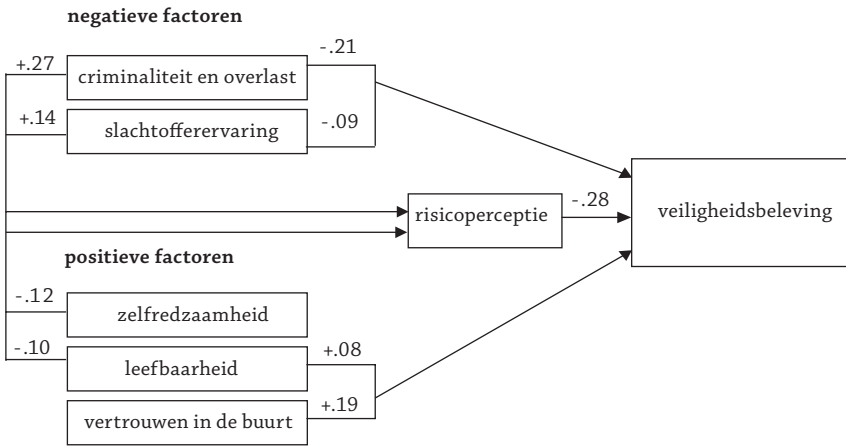 negatieve factoren
+.27 criminaliteit en overlast -.21
+.14 slachtofferervaring -.09
risicoperceptie -.28 veiligheidsbeleving
positieve factoren
-.12 zelfredzaamheid
-.10 leefbaarheid +.08
vertrouwen in de buurt +.19